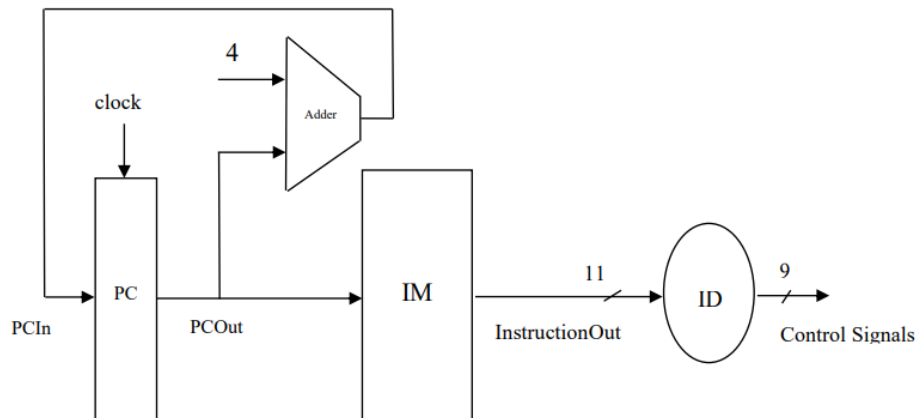 4
clock
Adder
PC
IM
11
ID
9
PCIn
PCOut
InstructionOut
Control Signals